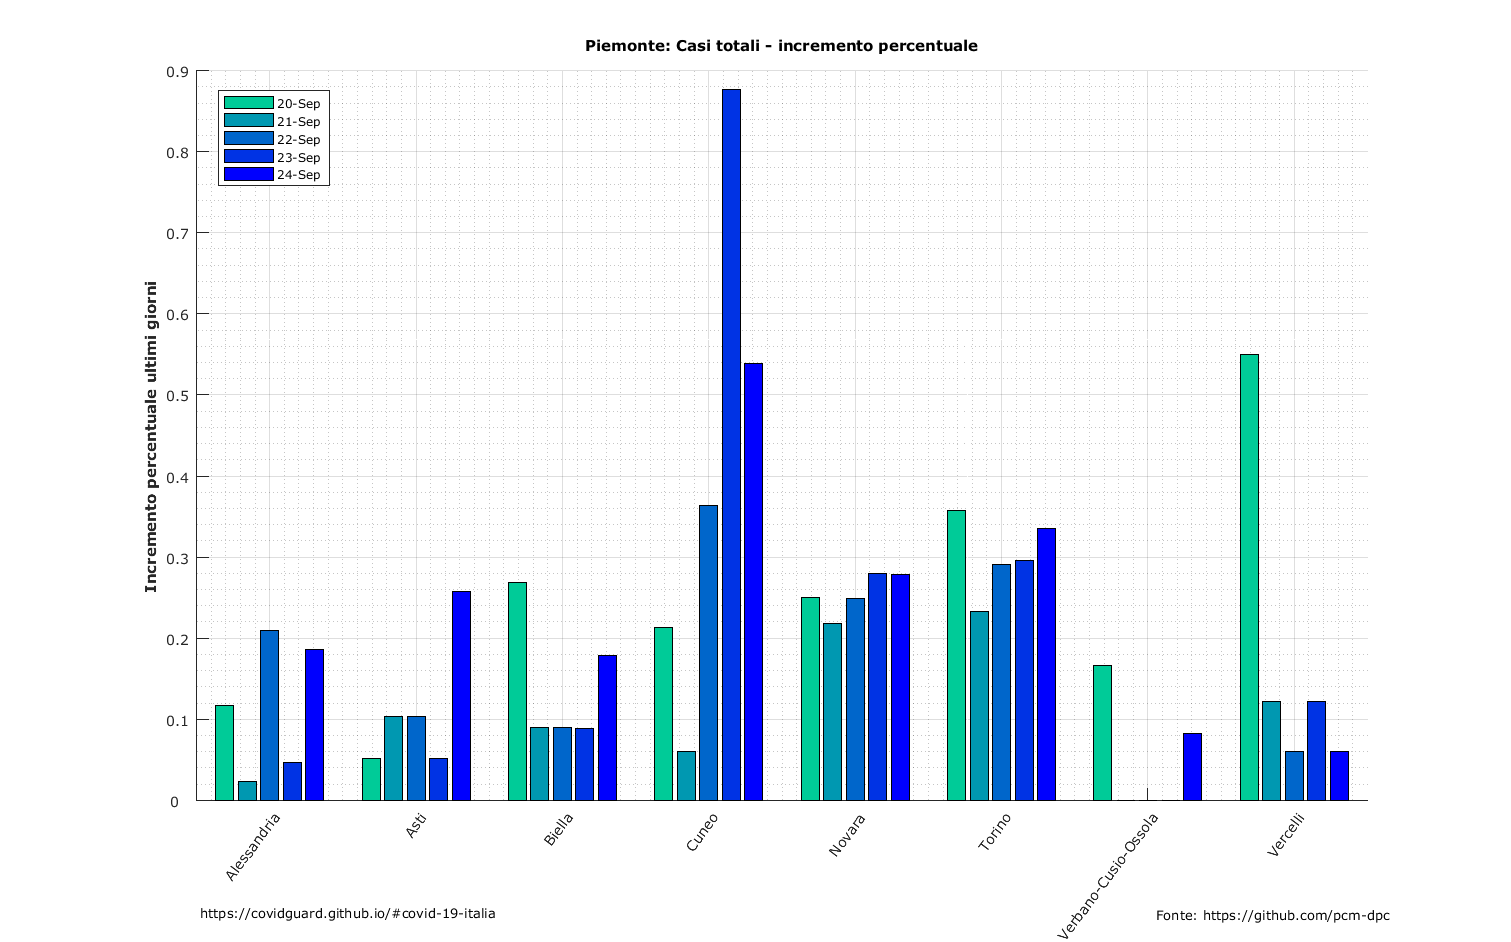 Piemonte: Casi totali - incremento percentuale
20-Sep
21-Sep
22-Sep
23-Sep
24-Sep
Incremento percentuale ultimi giorni
0.9
0.8
0.7
0.6
0.5
0.4
0.3
0.2
0.1
0
Alessandria
Asti
Biella
Cuneo
Novara
Torino
Verbano-Cusio-Ossola
Vercelli
https://covidguard.github.io/#covid-19-italia
Fonte: https://github.com/pcm-dpc